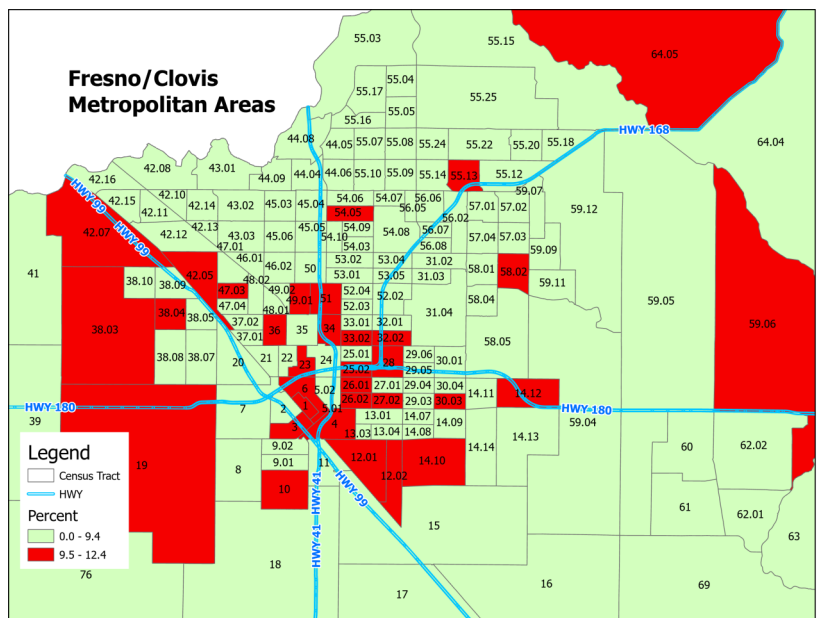 55.03
55.15
64.05
Fresno/Clovis
Metropolitan Areas
55.04
55.17
55.25
55.05
55.16
HWY 168
44.08
44.05 55.07 55.08 55.24 55.22 55.20 55.18
64.04
42.08 43.01
44.09 44.04 44.06 55.10 55.09 55.14 55.13 55.12
42.16
59.07
42.10
42.15 42.14 43.02 45.03 45.04 54.06 54.07 56.06 57.01 57.02
42.11 54.05 56.05 59.12
HWY 99
56.02
42.07 42.12 42.13 43.03 45.06 45.05 54.10 54.09 54.08 56.07 57.04 57.03
HWY 99
47.01 54.03 56.08 59.09
46.01 53.02 53.04 31.02
41 42.05 46.02 50 53.01 53.05 31.03 58.01 58.02
38.10 38.09 48.02 59.11
47.03 49.02 52.04 52.02
49.01 51 58.04 59.05
47.04 48.01 52.03 31.04
38.04 38.05 59.06
37.02 33.01 32.01
38.03 36 35 34
37.01 33.02 32.02 58.05
38.08 38.07 21 22 24 25.01 29.06 30.01
20 23 28
25.02 29.05
6 5.02 26.01 27.01 29.04 30.04 14.11 14.12
HWY 180 7 2 1 5.01 26.02 27.02 29.03 30.03 HWY 180
39 3 4 13.01 14.07 14.09 59.04
13.03 13.04 14.08 14.13
Legend
9.02 14.14 60 62.02
Census Tract 19 8 9.01 11 12.01 14.10
HWY 12.02
10 HWY 41 HWY 99
Percent 61 62.01
0.0 - 9.4 15
9.5 - 12.4 HWY 41 63
18
76 16 69
17